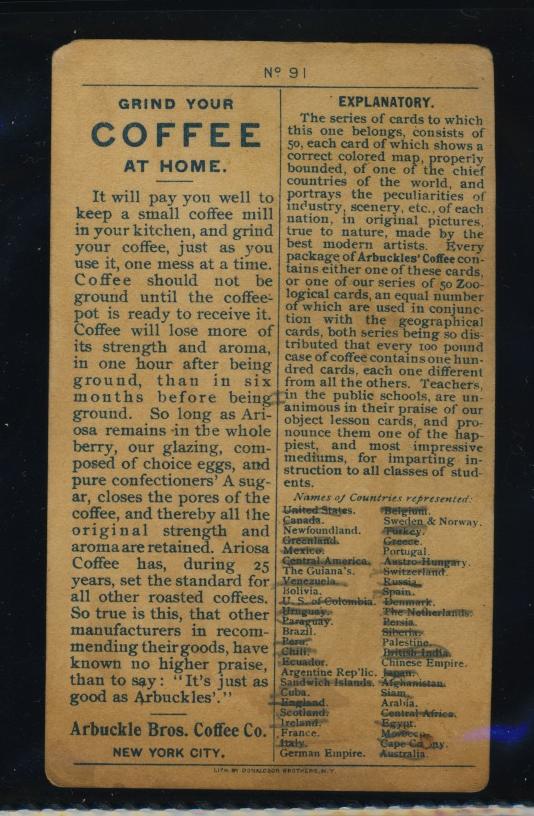 Nº 91
GRIND YOUR
COFFEE
AT HOME.
It will pay you well to
keep a small coffee mill
in your kitchen, and grind
your coffee, just as you
use it, one mess at a time.
Coffee should not be
ground until the coffee-
pot is ready to receive it.
Coffee will lose more of
its strength and aroma,
in one hour after being
ground, than in six
months before being
ground. So long as Ari-
osa remains in the whole
berry, our glazing, com-
posed of choice eggs, and
pure confectioners' A sug-
ar, closes the pores of the
coffee, and thereby all the
original strength and
aroma are retained. Ariosa
Coffee has, during 25
years, set the standard for
all other roasted coffees.
So true is this, that other
manufacturers in recom-
mending their goods, have
known no higher praise,
than to say: "It's just as
good as Arbuckles'."
Arbuckle Bros. Coffee Co.
NEW YORK CITY.
EXPLANATORY.
The series of cards to which
this one belongs, consists of
50, each card of which shows a
correct colored map, properly
bounded, of one of the chief
countries of the world, and
portrays the peculiarities of
industry, scenery, etc., of each
nation, in original pictures,
true to nature, made by the
best modern artists. Every
package of Arbuckles' Coffee con-
tains either one of these cards,
or one of our series of 50 Zoo-
logical cards, an equal number
of which are used in conjunc-
tion with the geographical
cards, both series being so dis-
tributed that every 100 pound
case of coffee contains one hun-
dred cards, each one different
from all the others. Teachers,
in the public schools, are un-
animous in their praise of our
object lesson cards, and pro-
nounce them one of the hap-
piest, and most impressive
mediums, for imparting in-
struction to all classes of stud-
ents.
Names of Countries represented:
United States.
Canada.
Newfoundland.
Greenland.
Mexico.
Central America.
The Guiana's.
Venezuela.
Bolivia.
U. S. of Colombia.
Uruguay.
Paraguay.
Brazil.
Peru.
Chili.
Ecuador.
Argentine Rep'lic.
Sandwich Islands.
Cuba.
England.
Scotland.
Ireland.
France.
Italy.
German Empire.
Belgium.
Sweden & Norway.
Turkey.
Greece.
Portugal.
Austro-Hungary.
Switzerland.
Russia.
Spain.
Denmark.
The Netherlands.
Persia.
Siberia.
Palestine.
British India.
Chinese Empire.
Japan.
Afghanistan.
Siam.
Arabia.
Central Africa.
Egypt.
Morocco.
Cape Colony.
Australia.
LITH. BY DONALDSON BROTHERS, N.Y.